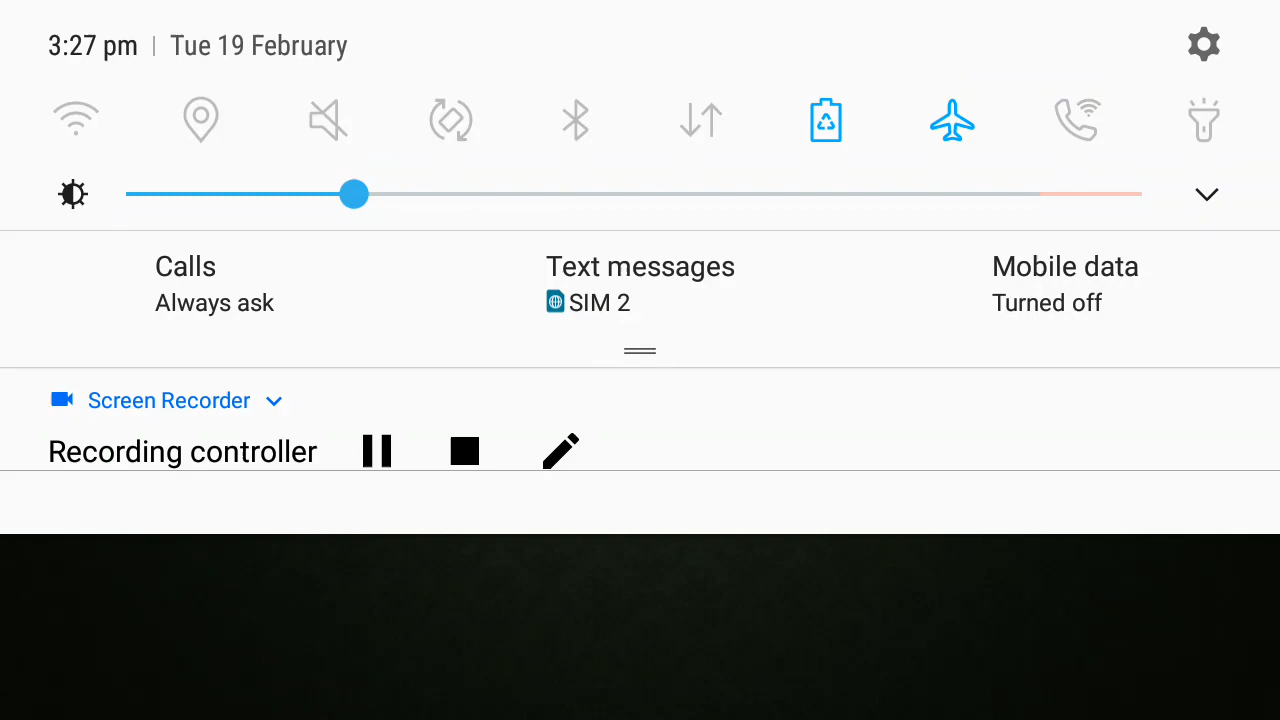 3:27 pm | Tue 19 February
Calls Text messages Mobile data
Always ask SIM 2 Turned off
Screen Recorder
Recording controller